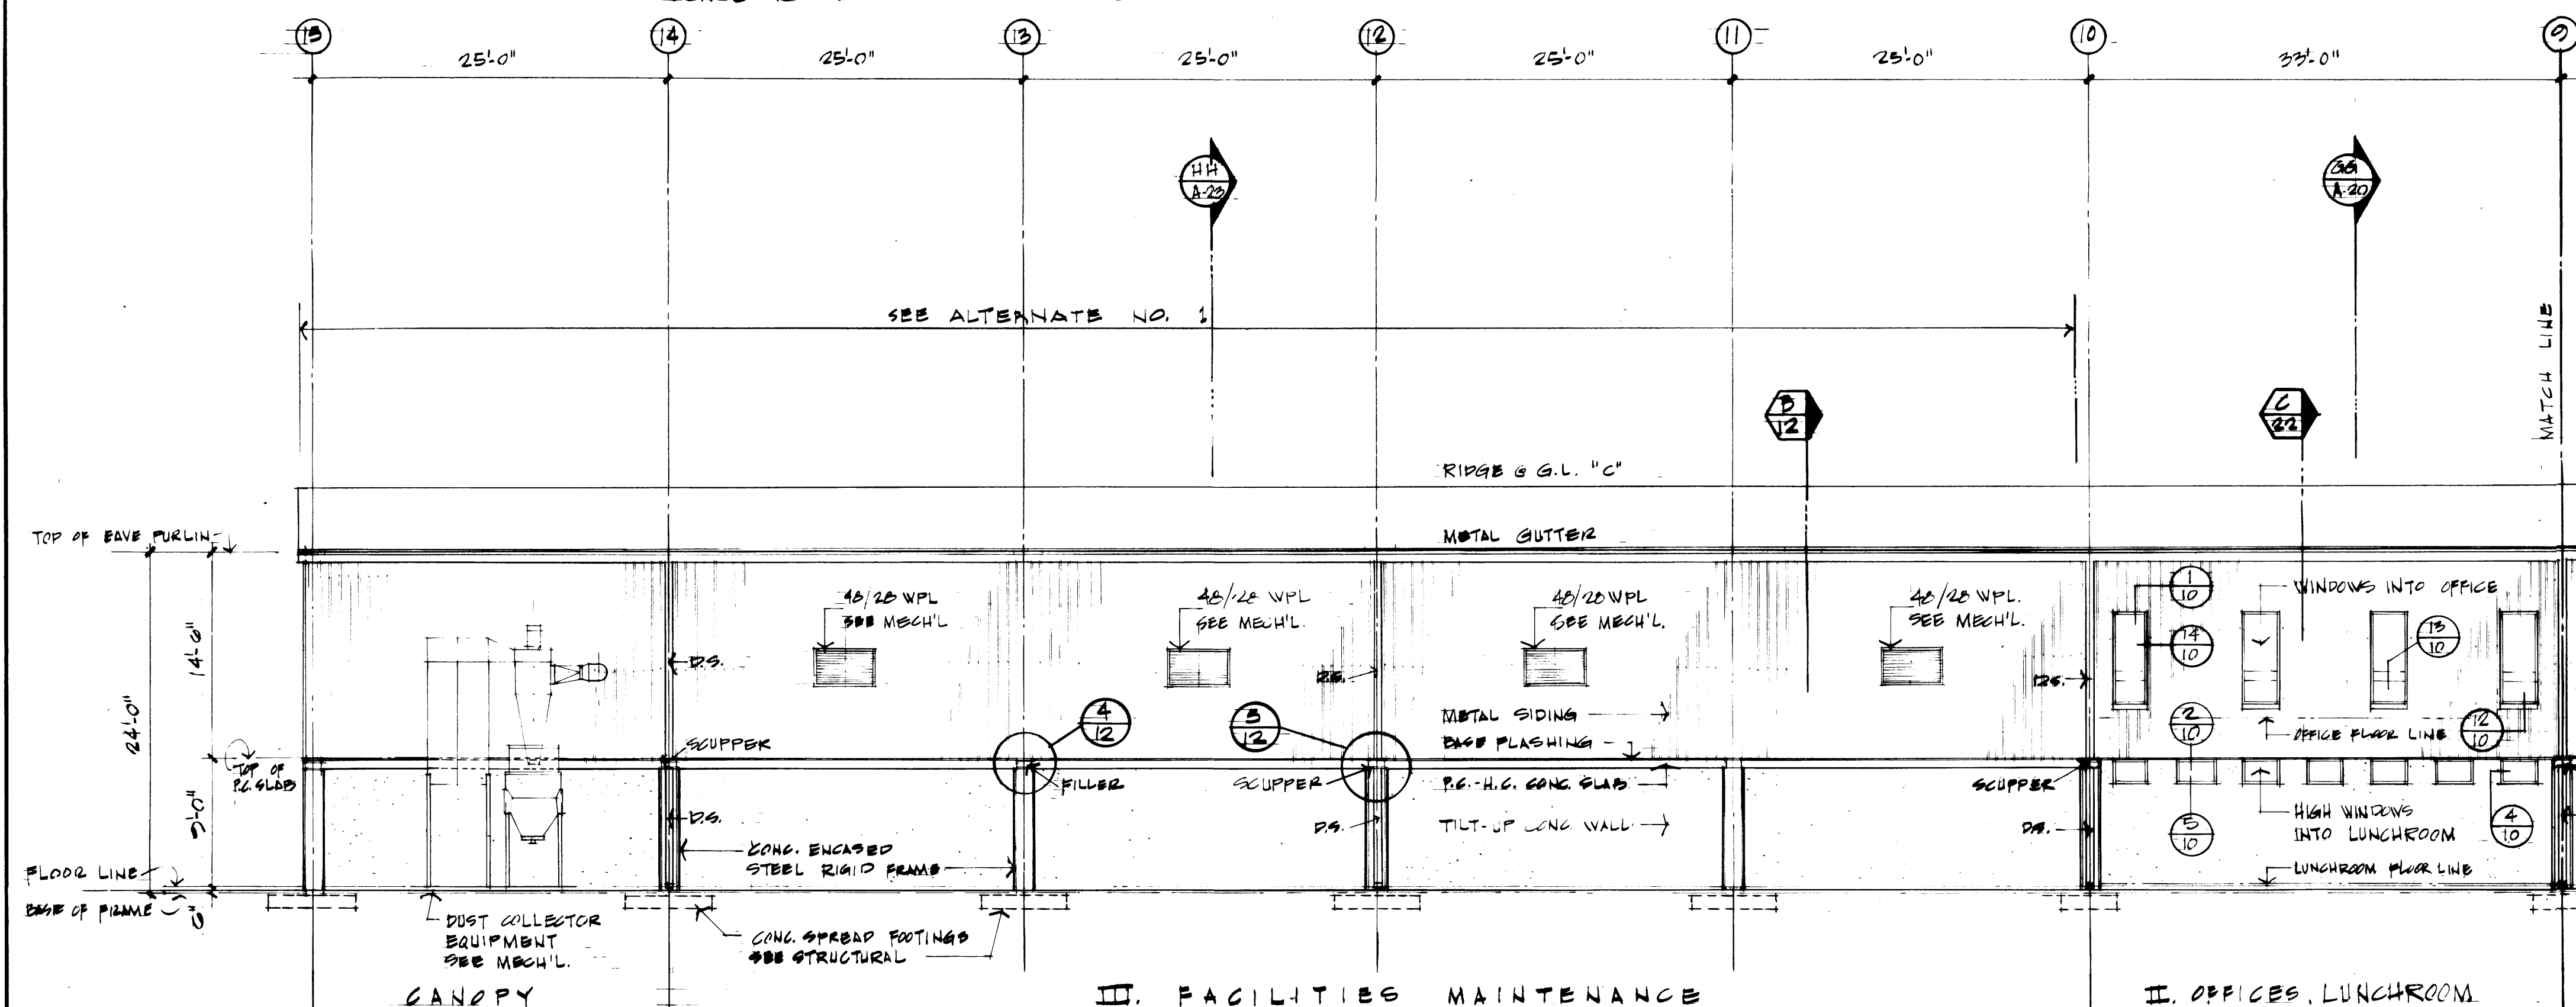 15
14
13
12
11
10
9
25'-0"
25'-0"
25'-0"
25'-0"
25'-0"
33'-0"
HH
A-23
GG
A-20
SEE ALTERNATE NO. 1
MATCH LINE
B
12
C
22
RIDGE @ G.L. "C"
TOP OF EAVE PURLIN
METAL GUTTER
48/28 WPL
SEE MECH'L
48/28 WPL
SEE MECH'L.
48/28 WPL
SEE MECH'L.
48/28 WPL.
SEE MECH'L.
1
10
WINDOWS INTO OFFICE
14
10
13
10
14'-6"
24'-0"
D.S.
D.S.
D.S.
METAL SIDING
BASE FLASHING
4
12
5
12
2
10
OFFICE FLOOR LINE
12
10
SCUPPER
TOP OF
P.C. SLAB
FILLER
SCUPPER
P.C.-H.C. CONC. SLAB
SCUPPER
9'-0"
D.S.
D.S.
TILT-UP CONC. WALL
D.S.
5
10
HIGH WINDOWS
INTO LUNCHROOM
4
10
CONC. ENCASED
STEEL RIGID FRAME
FLOOR LINE
LUNCHROOM FLOOR LINE
BASE OF FRAME
6"
DUST COLLECTOR
EQUIPMENT
SEE MECH'L.
CONC. SPREAD FOOTINGS
SEE STRUCTURAL
CANOPY
III. FACILITIES MAINTENANCE
II. OFFICES, LUNCHROOM